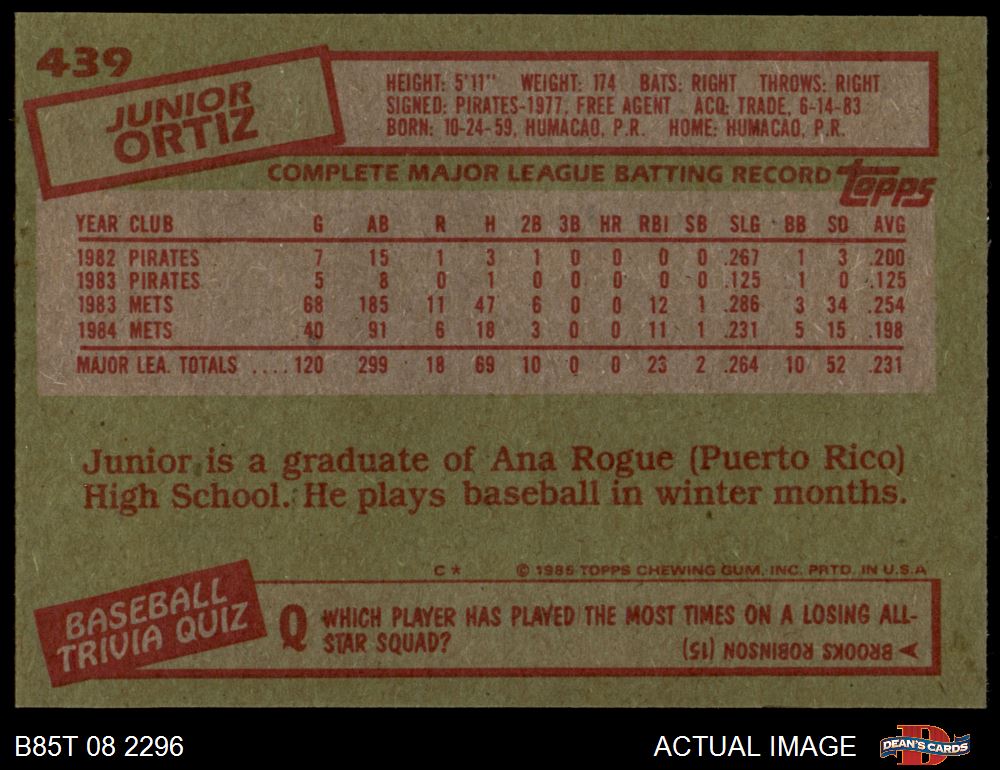 439
JUNIOR
ORTIZ
HEIGHT: 5'11" WEIGHT: 174 BATS: RIGHT THROWS: RIGHT
SIGNED: PIRATES-1977, FREE AGENT ACQ: TRADE, 6-14-83
BORN: 10-24-59, HUMACAO, P.R. HOME: HUMACAO, P.R.
COMPLETE MAJOR LEAGUE BATTING RECORD topps
YEAR CLUB G AB R H 2B 3B HR RBI SB SLG BB SO AVG
1982 PIRATES 7 15 1 3 1 0 0 0 0 .267 1 3 .200
1983 PIRATES 5 8 0 1 0 0 0 0 0 .125 1 0 .125
1983 METS 68 185 11 47 6 0 0 12 1 .286 3 34 .254
1984 METS 40 91 6 18 3 0 0 11 1 .231 5 15 .198
MAJOR LEA. TOTALS ....120 299 18 69 10 0 0 23 2 .264 10 52 .231
Junior is a graduate of Ana Rogue (Puerto Rico)
High School. He plays baseball in winter months.
C* © 1985 TOPPS CHEWING GUM, INC. PRTD. IN U.S.A
BASEBALL
TRIVIA QUIZ
Q WHICH PLAYER HAS PLAYED THE MOST TIMES ON A LOSING ALL-
STAR SQUAD?
BROOKS ROBINSON (15)
B85T 08 2296
ACTUAL IMAGE
DEAN'S CARDS